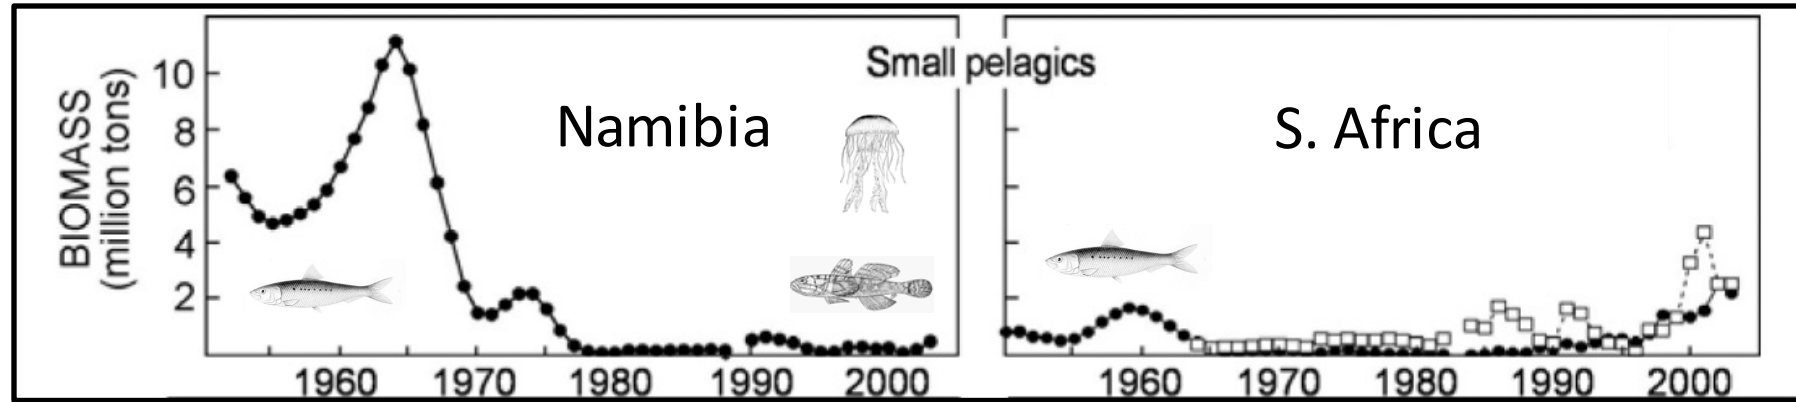 Small pelagics
Namibia
S. Africa
BIOMASS
(million tons)
10
8
6
4
2
1960 1970 1980 1990 2000
1960 1970 1980 1990 2000